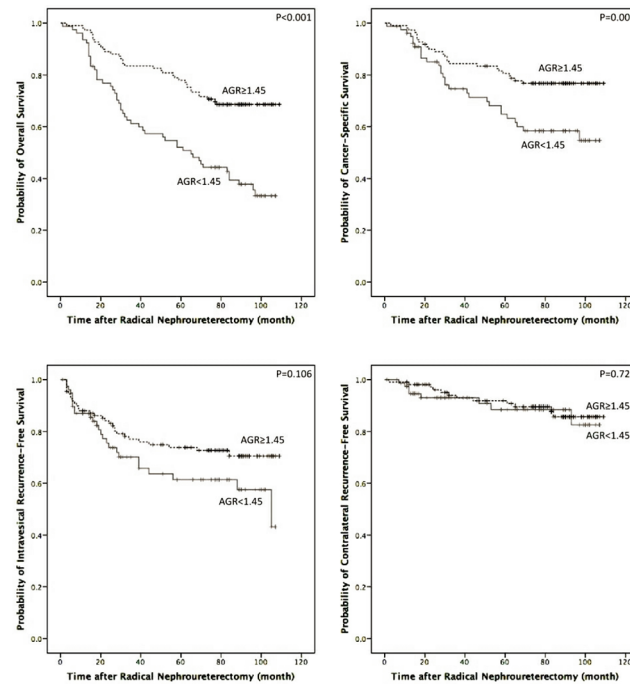 P<0.001
Probability of Overall Survival
1.0
0.8
0.6
0.4
0.2
0.0
AGR≥1.45
AGR<1.45
0 20 40 60 80 100 120
Time after Radical Nephroureterectomy (month)
P=0.00
Probability of Cancer-Specific Survival
1.0
0.8
0.6
0.4
0.2
0.0
AGR≥1.45
AGR<1.45
0 20 40 60 80 100 120
Time after Radical Nephroureterectomy (month)
P=0.106
Probability of Intravesical Recurrence-Free Survival
1.0
0.8
0.6
0.4
0.2
0.0
AGR≥1.45
AGR<1.45
0 20 40 60 80 100 120
Time after Radical Nephroureterectomy (month)
P=0.72
Probability of Contralateral Recurrence-Free Survival
1.0
0.8
0.6
0.4
0.2
0.0
AGR≥1.45
AGR<1.45
0 20 40 60 80 100 120
Time after Radical Nephroureterectomy (month)